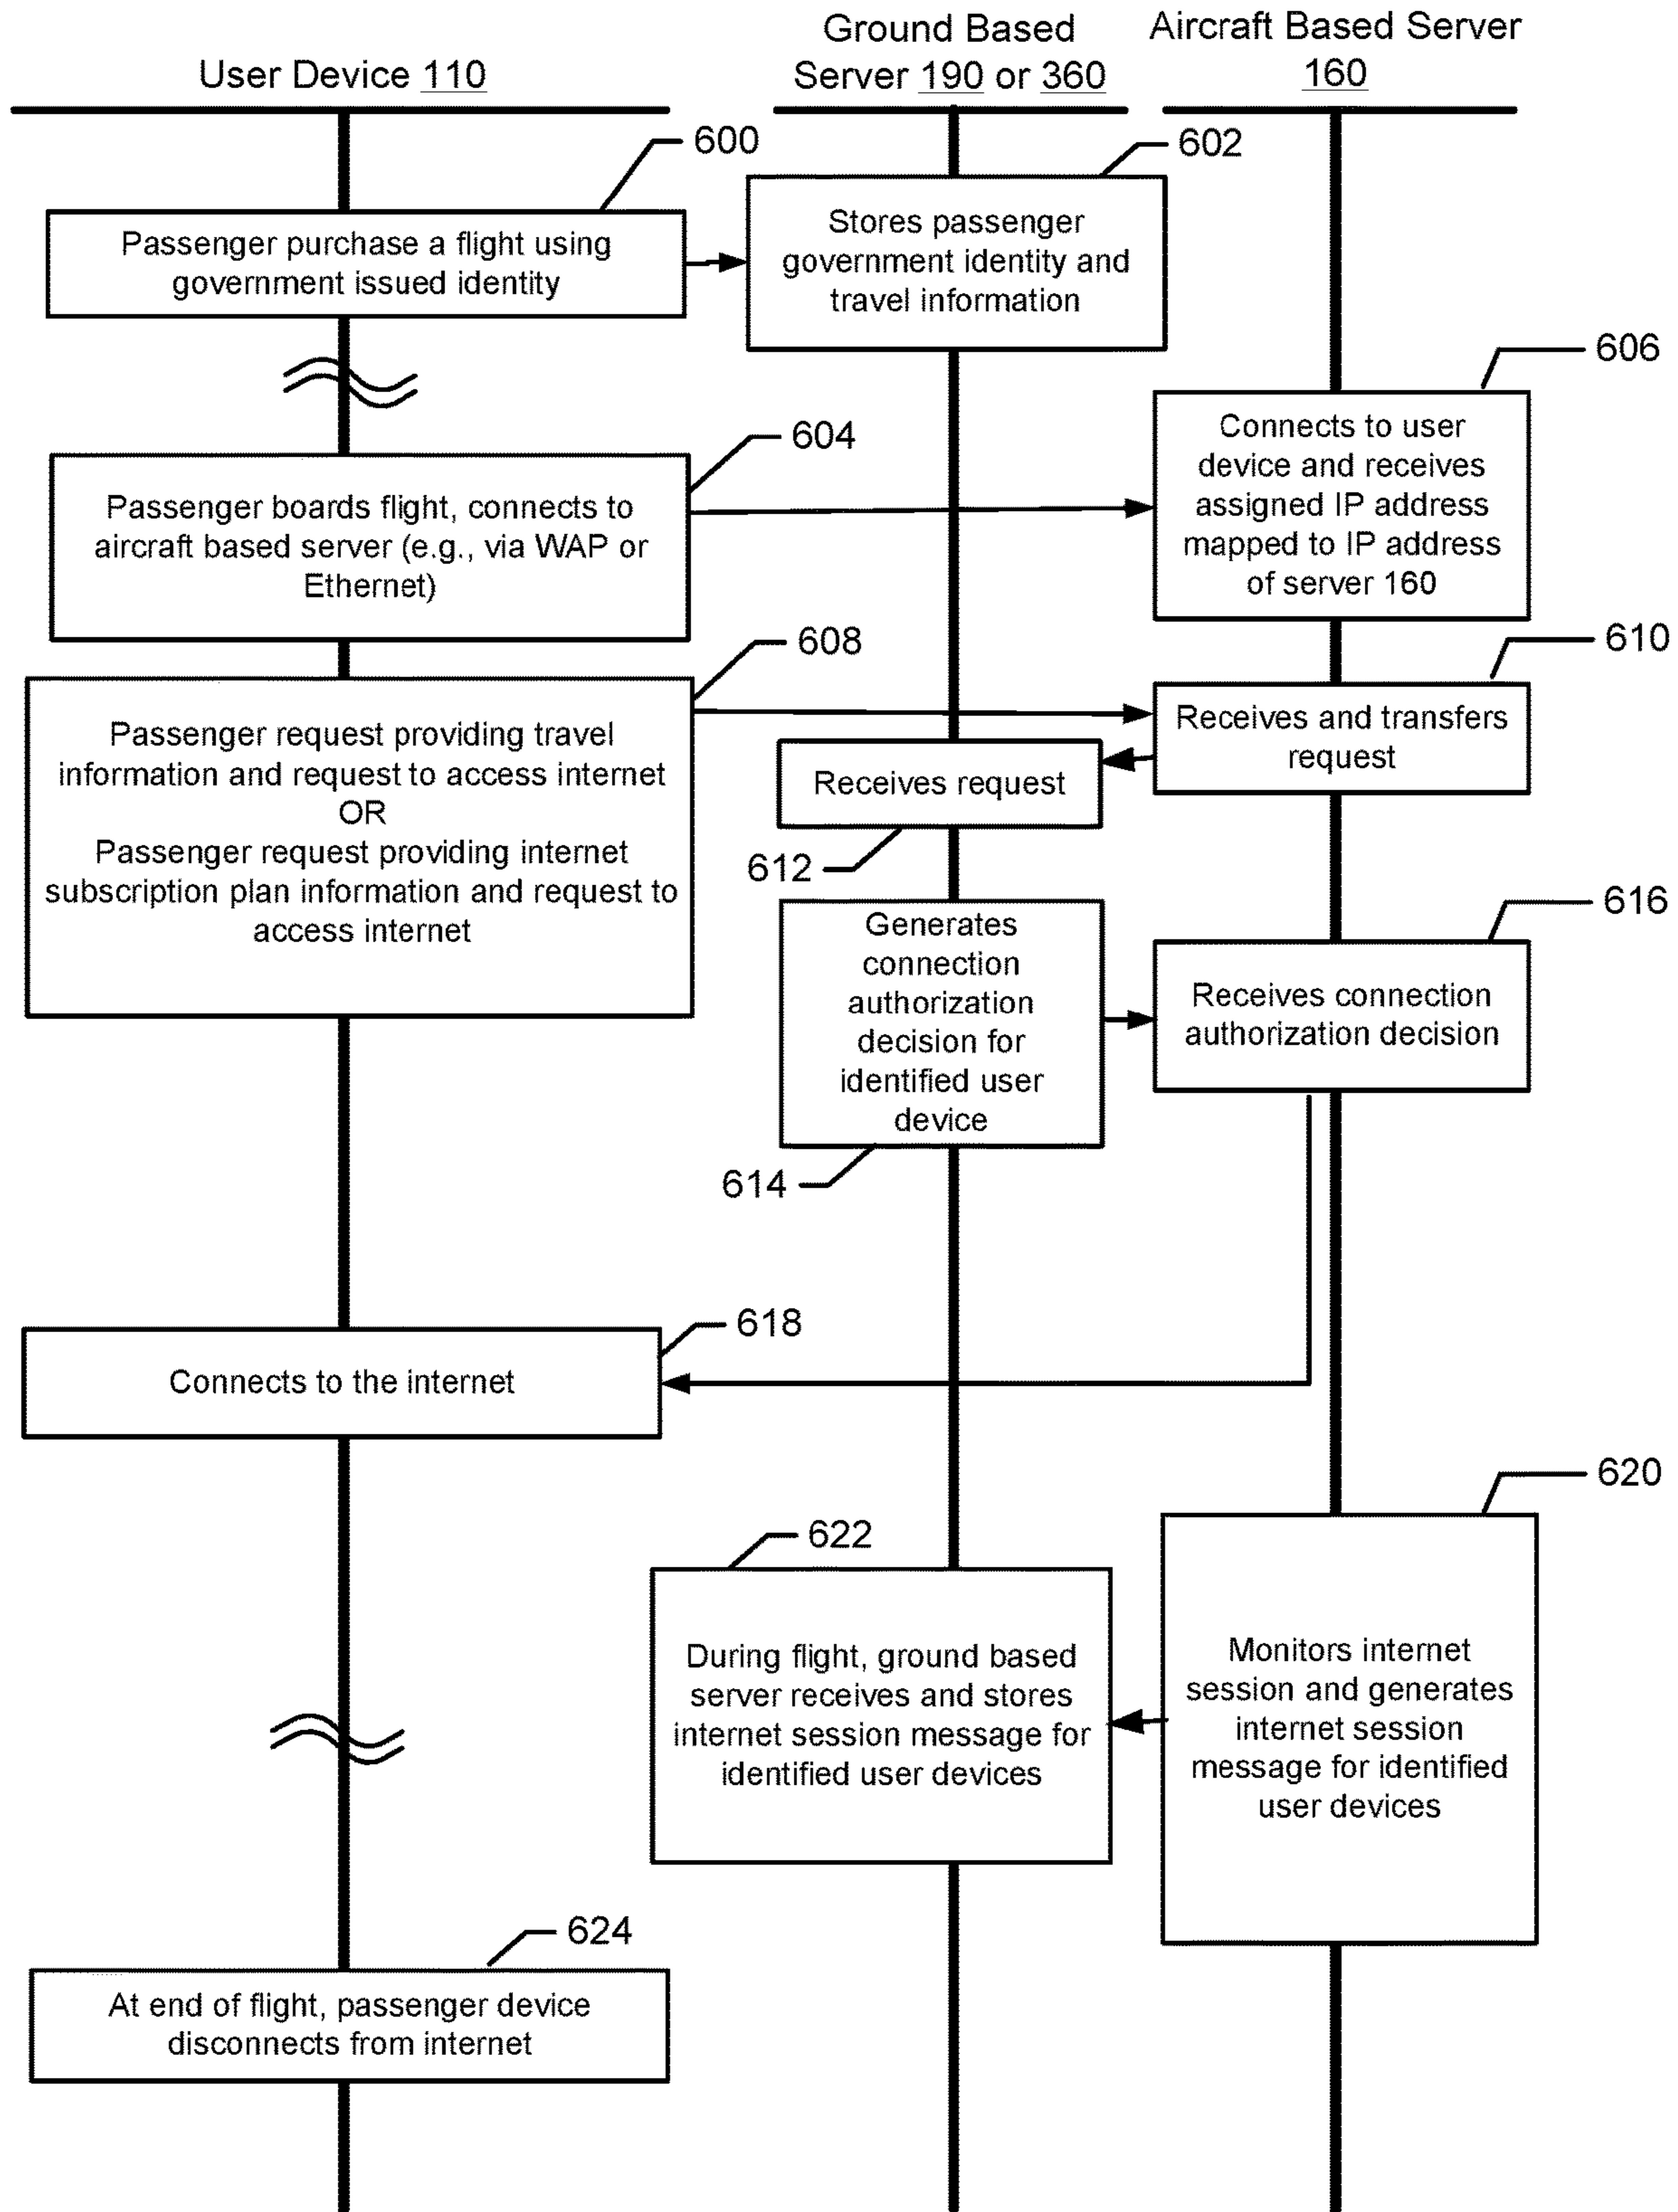 User Device 110
Ground Based
Server 190 or 360
Aircraft Based Server
160
600
Passenger purchase a flight using
government issued identity
602
Stores passenger
government identity and
travel information
604
Passenger boards flight, connects to
aircraft based server (e.g., via WAP or
Ethernet)
606
Connects to user
device and receives
assigned IP address
mapped to IP address
of server 160
608
Passenger request providing travel
information and request to access internet
OR
Passenger request providing internet
subscription plan information and request to
access internet
610
Receives and transfers
request
Receives request
612
Generates
connection
authorization
decision for
identified user
device
614
616
Receives connection
authorization decision
618
Connects to the internet
620
Monitors internet
session and generates
internet session
message for identified
user devices
622
During flight, ground based
server receives and stores
internet session message for
identified user devices
624
At end of flight, passenger device
disconnects from internet